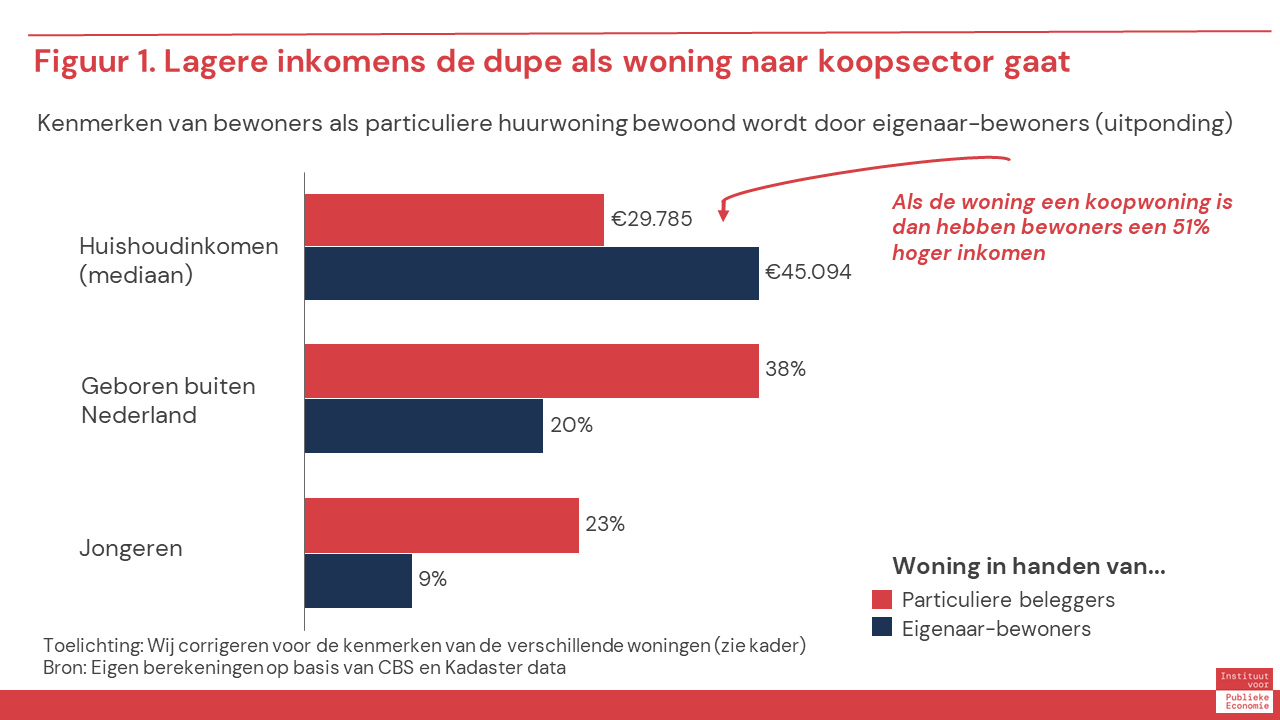 Figuur 1. Lagere inkomens de dupe als woning naar koopsector gaat
Kenmerken van bewoners als particuliere huurwoning bewoond wordt door eigenaar-bewoners (uitponding)
Als de woning een koopwoning is
dan hebben bewoners een 51%
hoger inkomen
Huishoudinkomen
(mediaan)
€29.785
€45.094
Geboren buiten
Nederland
38%
20%
Jongeren
23%
9%
Woning in handen van...
Particuliere beleggers
Eigenaar-bewoners
Toelichting: Wij corrigeren voor de kenmerken van de verschillende woningen (zie kader)
Bron: Eigen berekeningen op basis van CBS en Kadaster data
Instituut
voor
Publieke
Economie